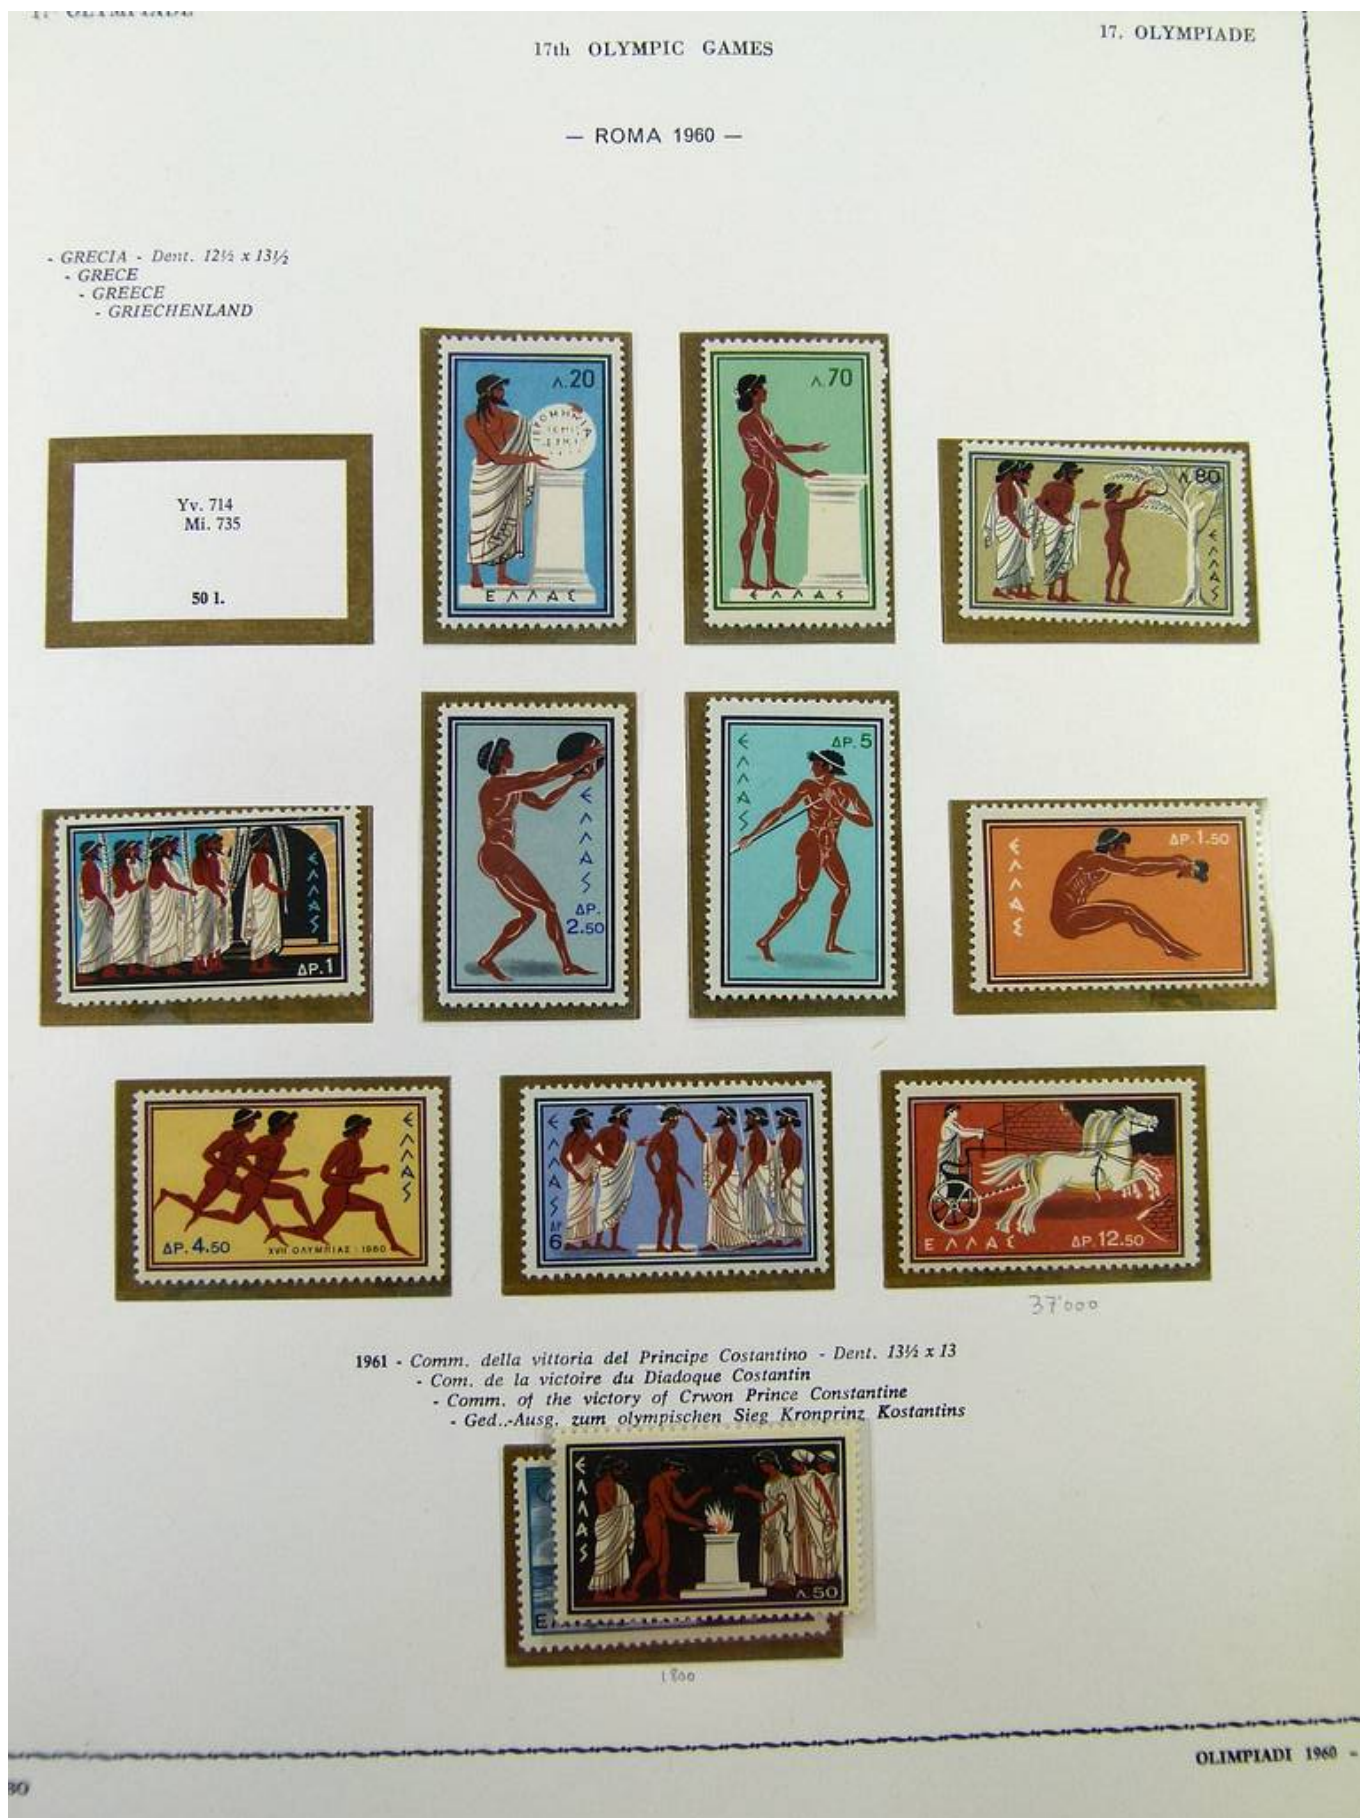 17. OLYMPIADE
17th OLYMPIC GAMES
17. OLYMPIADE
— ROMA 1960 —
- GRECIA - Dent. 12½ x 13½
- GRECE
- GREECE
- GRIECHENLAND
Yv. 714
Mi. 735
50 l.
Λ.20
ΙΕΡΟΜΗΝΙΑ
ΕΛΛΑΣ
Λ.70
ΕΛΛΑΣ
Λ.80
ΕΛΛΑΣ
ΕΛΛΑΣ
ΔΡ.1
ΕΛΛΑΣ
ΔΡ.
2.50
ΕΛΛΑΣ
ΔΡ.5
ΕΛΛΑΣ
ΔΡ.1.50
ΕΛΛΑΣ
ΔΡ.4.50
XVII ΟΛΥΜΠΙΑΣ · 1960
ΕΛΛΑΣ
ΔΡ
6
ΕΛΛΑΣ
ΔΡ.12.50
37'000
1961 - Comm. della vittoria del Principe Costantino - Dent. 13½ x 13
- Com. de la victoire du Diadoque Costantin
- Comm. of the victory of Crwon Prince Constantine
- Ged..-Ausg. zum olympischen Sieg Kronprinz Kostantins
ΕΛΛΑΣ
Λ.50
1800
OLIMPIADI 1960 -